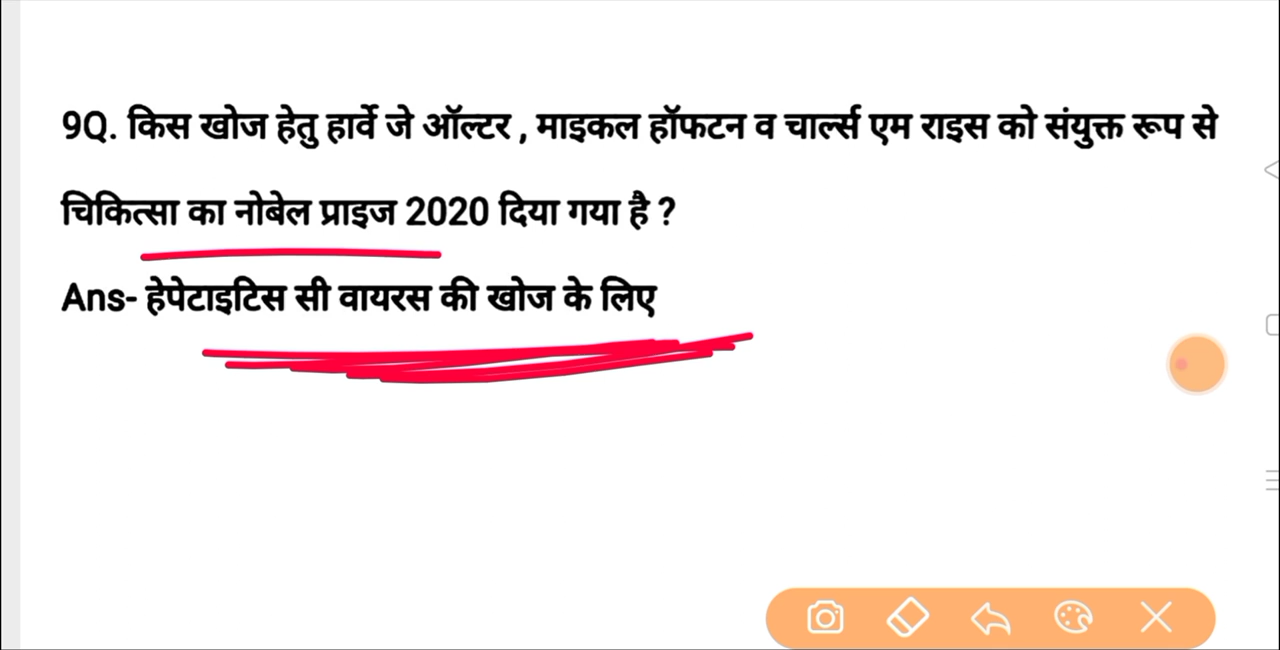 9Q. किस खोज हेतु हार्वे जे ऑल्टर , माइकल हॉफटन व चार्ल्स एम राइस को संयुक्त रूप से
चिकित्सा का नोबेल प्राइज 2020 दिया गया है ?
Ans- हेपेटाइटिस सी वायरस की खोज के लिए